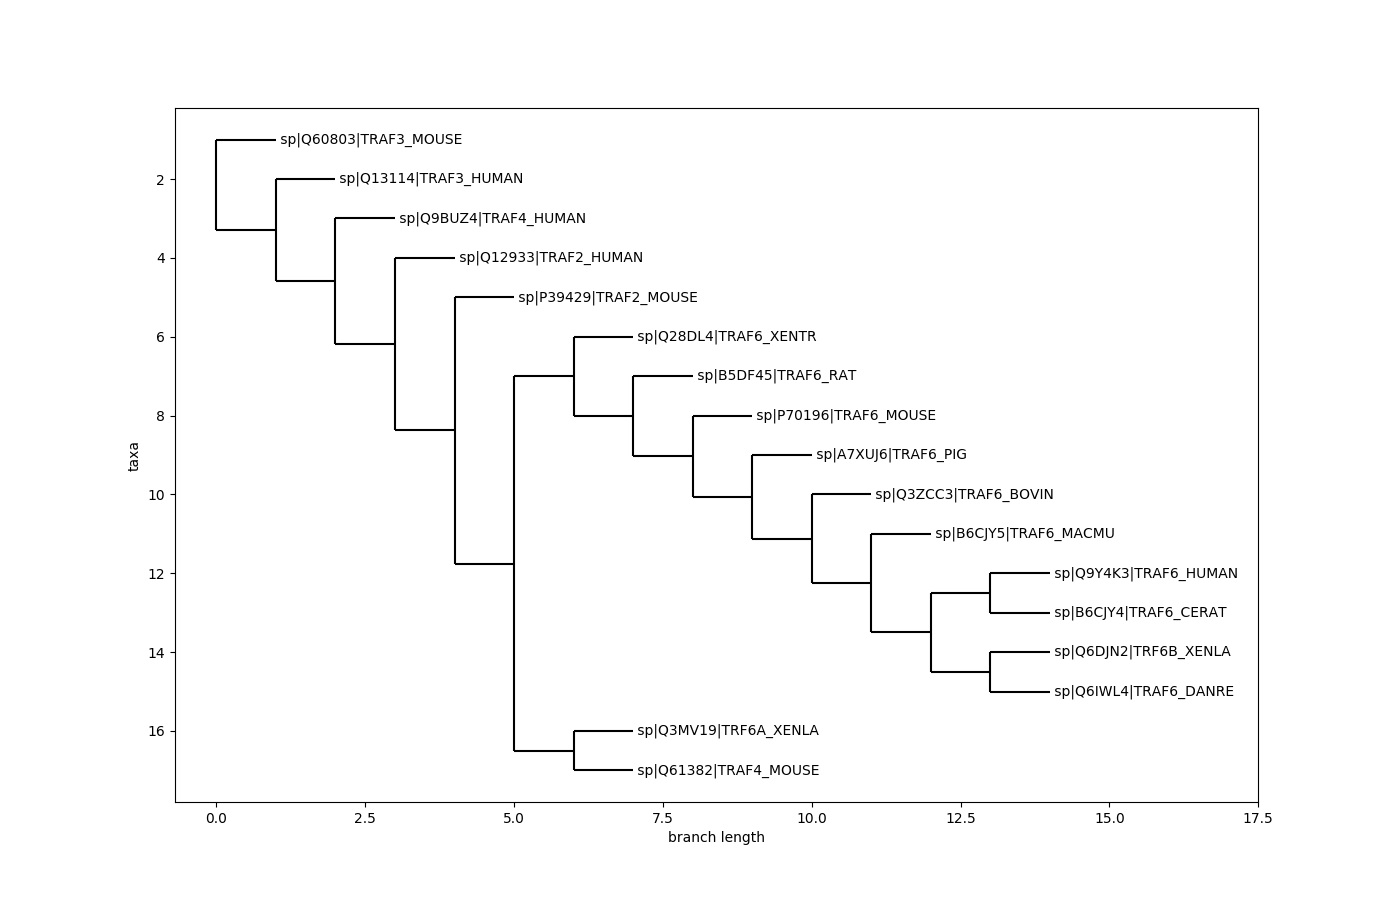 sp|Q60803|TRAF3_MOUSE
2
sp|Q13114|TRAF3_HUMAN
sp|Q9BUZ4|TRAF4_HUMAN
4
sp|Q12933|TRAF2_HUMAN
sp|P39429|TRAF2_MOUSE
6
sp|Q28DL4|TRAF6_XENTR
sp|B5DF45|TRAF6_RAT
8
sp|P70196|TRAF6_MOUSE
taxa
sp|A7XUJ6|TRAF6_PIG
10
sp|Q3ZCC3|TRAF6_BOVIN
sp|B6CJY5|TRAF6_MACMU
12
sp|Q9Y4K3|TRAF6_HUMAN
sp|B6CJY4|TRAF6_CERAT
14
sp|Q6DJN2|TRF6B_XENLA
sp|Q6IWL4|TRAF6_DANRE
16
sp|Q3MV19|TRF6A_XENLA
sp|Q61382|TRAF4_MOUSE
0.0 2.5 5.0 7.5 10.0 12.5 15.0 17.5
branch length